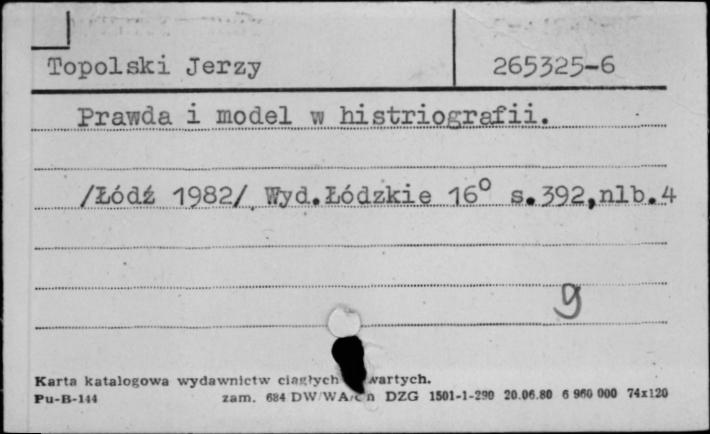 Topolski Jerzy 265325-6
Prawda i model w histriografii.
/Łódź 1982/ Wyd.Łódzkie 16° s.392,nlb.4
9
Karta katalogowa wydawnictw ciągłych wartych.
Pu-B-144 zam. 684 DW/WA/ DZG 1501-1-290 20.06.80 6 960 000 74x120